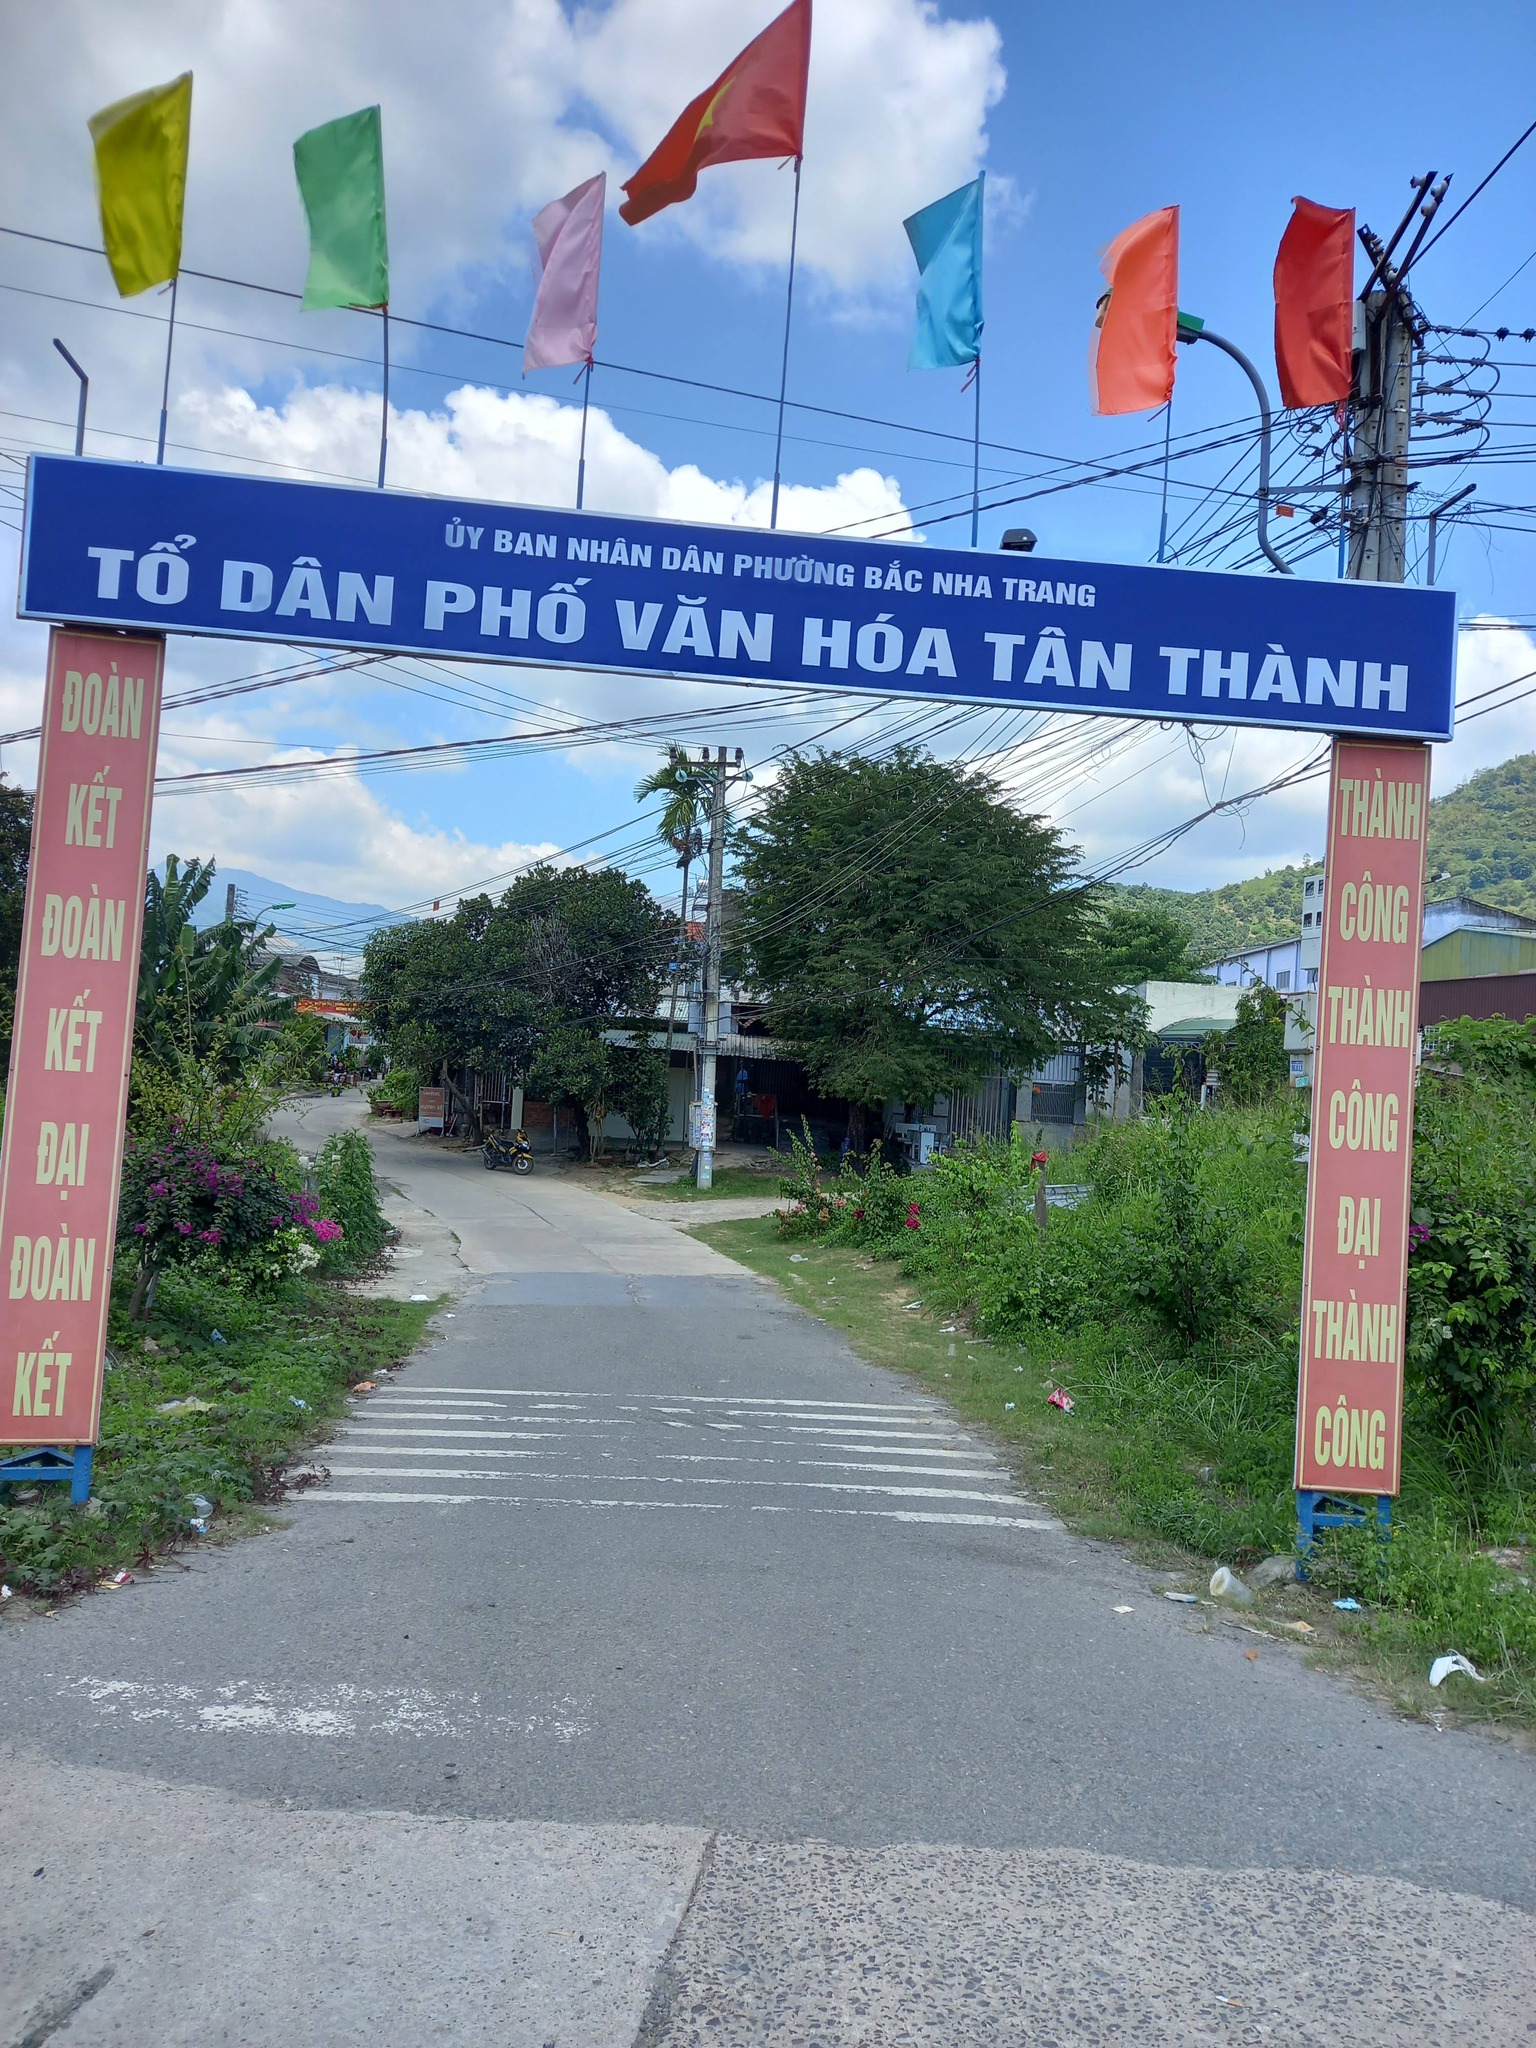 ỦY BAN NHÂN DÂN PHƯỜNG BẮC NHA TRANG
TỔ DÂN PHỐ VĂN HÓA TÂN THÀNH
ĐOÀN
KẾT
ĐOÀN
KẾT
ĐẠI
ĐOÀN
KẾT
THÀNH
CÔNG
THÀNH
CÔNG
ĐẠI
THÀNH
CÔNG